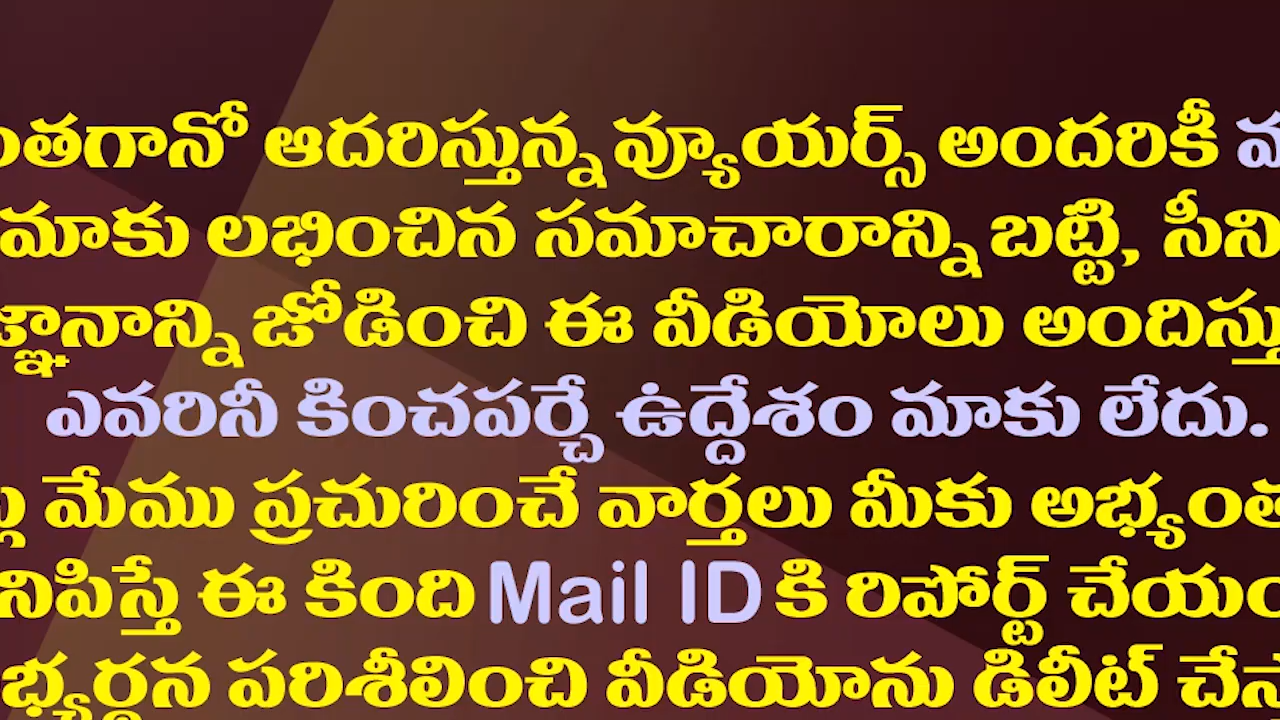 ఆదరిస్తున్న వ్యూయర్స్ అందరికీ
మాకు లభించిన సమాచారాన్ని బట్టి,
జోడించి ఈ వీడియోలు
ఎవరినీ కించపర్చే ఉద్దేశం మాకు లేదు.
మేము ప్రచురించే వార్తలు మీకు
ఈ కింది Mail ID కి రిపోర్ట్
పరిశీలించి వీడియోను డిలీట్